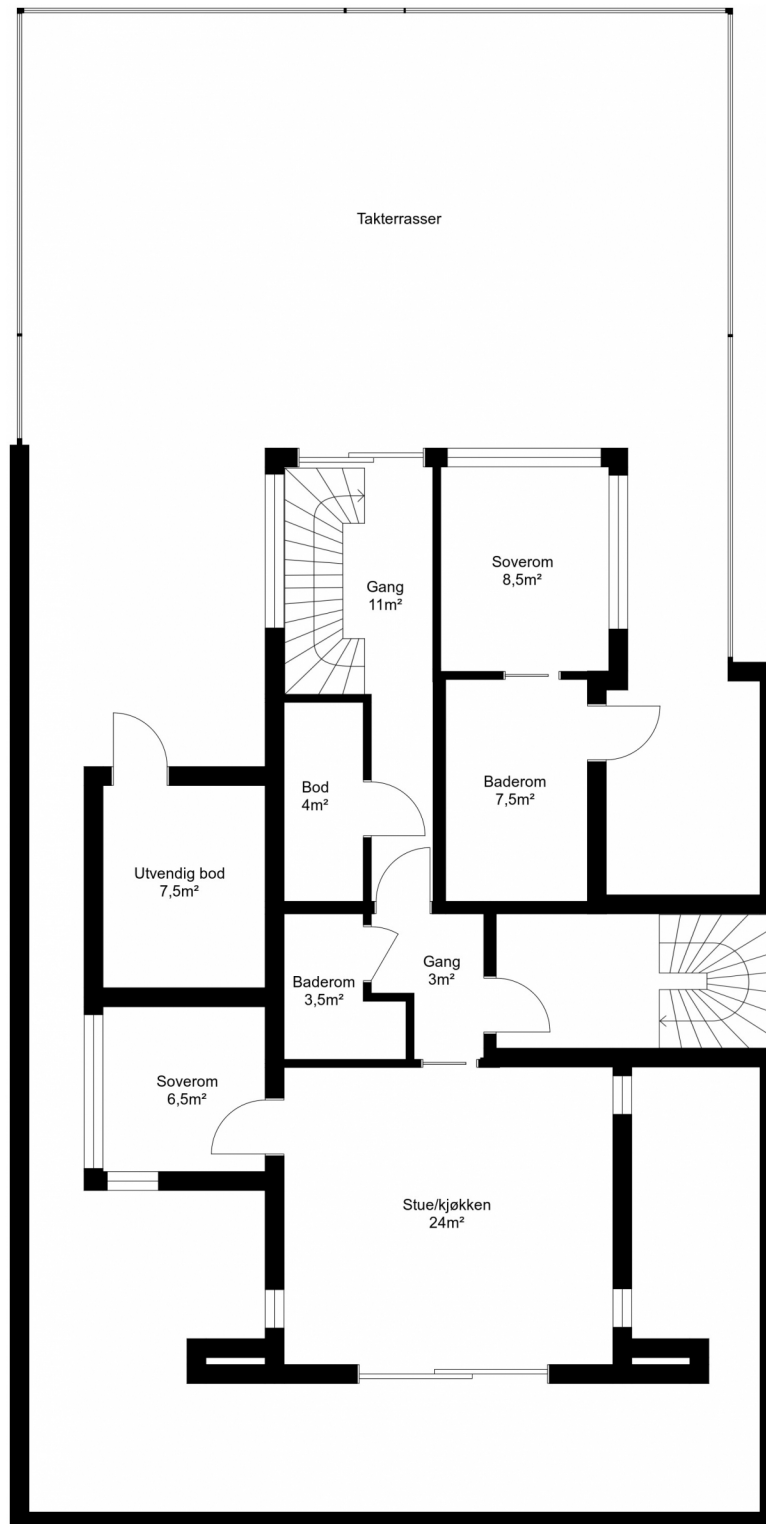 Takterrasser
Soverom
8,5m²
Gang
11m²
Bod
4m²
Baderom
7,5m²
Utvendig bod
7,5m²
Gang
3m²
Baderom
3,5m²
Soverom
6,5m²
Stue/kjøkken
24m²